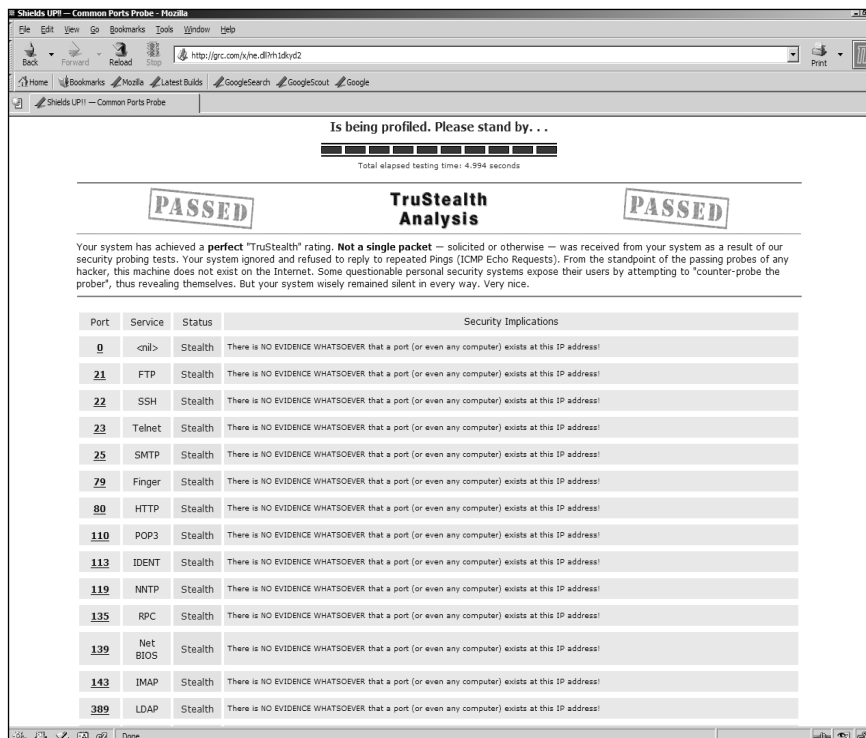 Shields UP!! — Common Ports Probe - Mozilla
File Edit View Go Bookmarks Tools Window Help
Back Forward Reload Stop http://grc.com/x/ne.dll?rh1dkyd2 Print
Home Bookmarks Mozilla Latest Builds GoogleSearch GoogleScout Google
Shields UP!! — Common Ports Probe
Is being profiled. Please stand by. . .
Total elapsed testing time: 4.994 seconds
PASSED TruStealth Analysis PASSED
Your system has achieved a perfect "TruStealth" rating. Not a single packet — solicited or otherwise — was received from your system as a result of our
security probing tests. Your system ignored and refused to reply to repeated Pings (ICMP Echo Requests). From the standpoint of the passing probes of any
hacker, this machine does not exist on the Internet. Some questionable personal security systems expose their users by attempting to "counter-probe the
prober", thus revealing themselves. But your system wisely remained silent in every way. Very nice.
Port Service Status Security Implications
0 <nil> Stealth There is NO EVIDENCE WHATSOEVER that a port (or even any computer) exists at this IP address!
21 FTP Stealth There is NO EVIDENCE WHATSOEVER that a port (or even any computer) exists at this IP address!
22 SSH Stealth There is NO EVIDENCE WHATSOEVER that a port (or even any computer) exists at this IP address!
23 Telnet Stealth There is NO EVIDENCE WHATSOEVER that a port (or even any computer) exists at this IP address!
25 SMTP Stealth There is NO EVIDENCE WHATSOEVER that a port (or even any computer) exists at this IP address!
79 Finger Stealth There is NO EVIDENCE WHATSOEVER that a port (or even any computer) exists at this IP address!
80 HTTP Stealth There is NO EVIDENCE WHATSOEVER that a port (or even any computer) exists at this IP address!
110 POP3 Stealth There is NO EVIDENCE WHATSOEVER that a port (or even any computer) exists at this IP address!
113 IDENT Stealth There is NO EVIDENCE WHATSOEVER that a port (or even any computer) exists at this IP address!
119 NNTP Stealth There is NO EVIDENCE WHATSOEVER that a port (or even any computer) exists at this IP address!
135 RPC Stealth There is NO EVIDENCE WHATSOEVER that a port (or even any computer) exists at this IP address!
139 Net BIOS Stealth There is NO EVIDENCE WHATSOEVER that a port (or even any computer) exists at this IP address!
143 IMAP Stealth There is NO EVIDENCE WHATSOEVER that a port (or even any computer) exists at this IP address!
389 LDAP Stealth There is NO EVIDENCE WHATSOEVER that a port (or even any computer) exists at this IP address!
Done